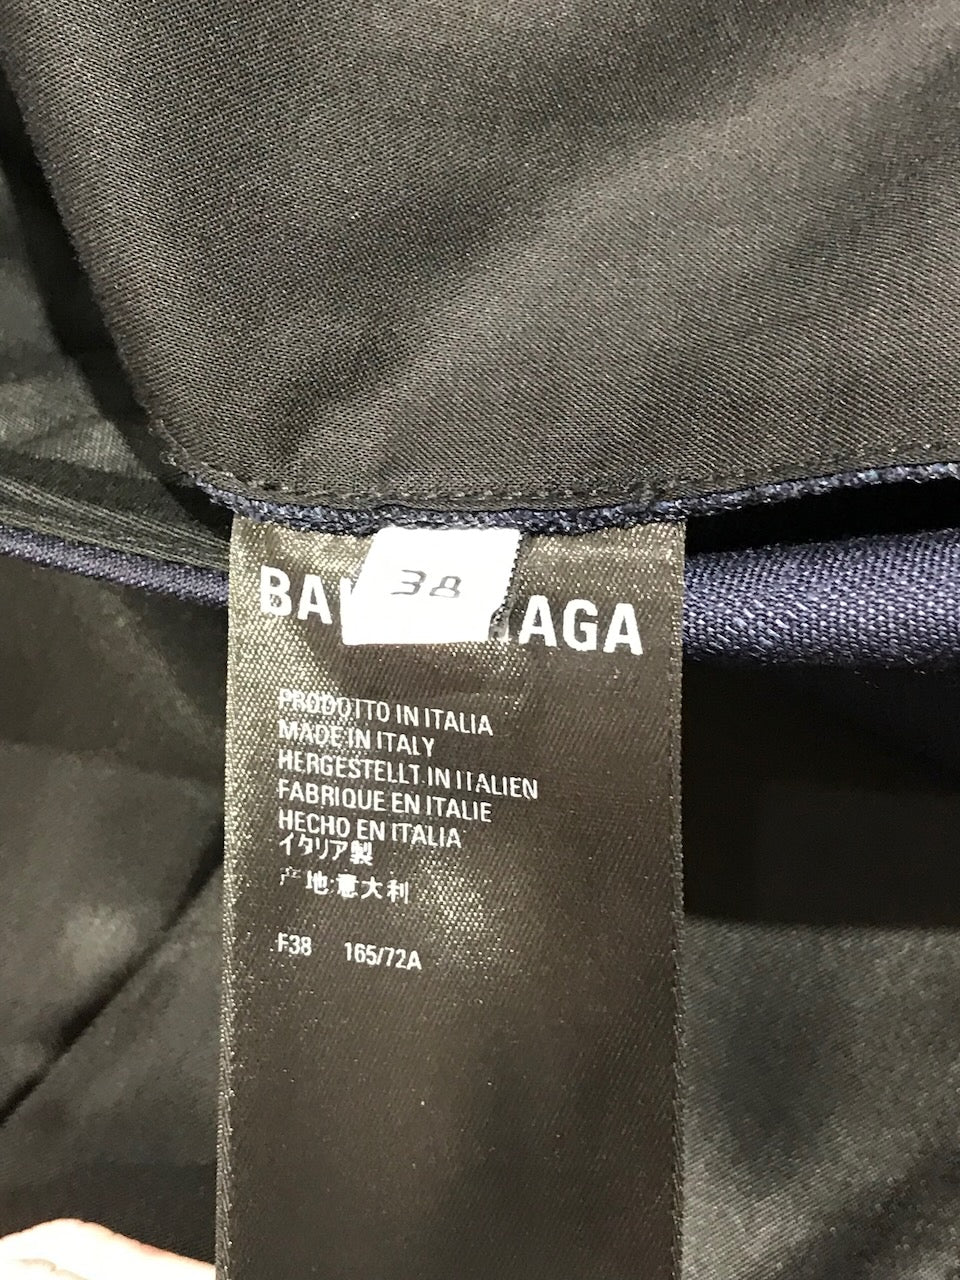 38
BA AGA
PRODOTTO IN ITALIA
MADE IN ITALY
HERGESTELLT IN ITALIEN
FABRIQUE EN ITALIE
HECHO EN ITALIA
イタリア製
产地:意大利
F38 165/72A